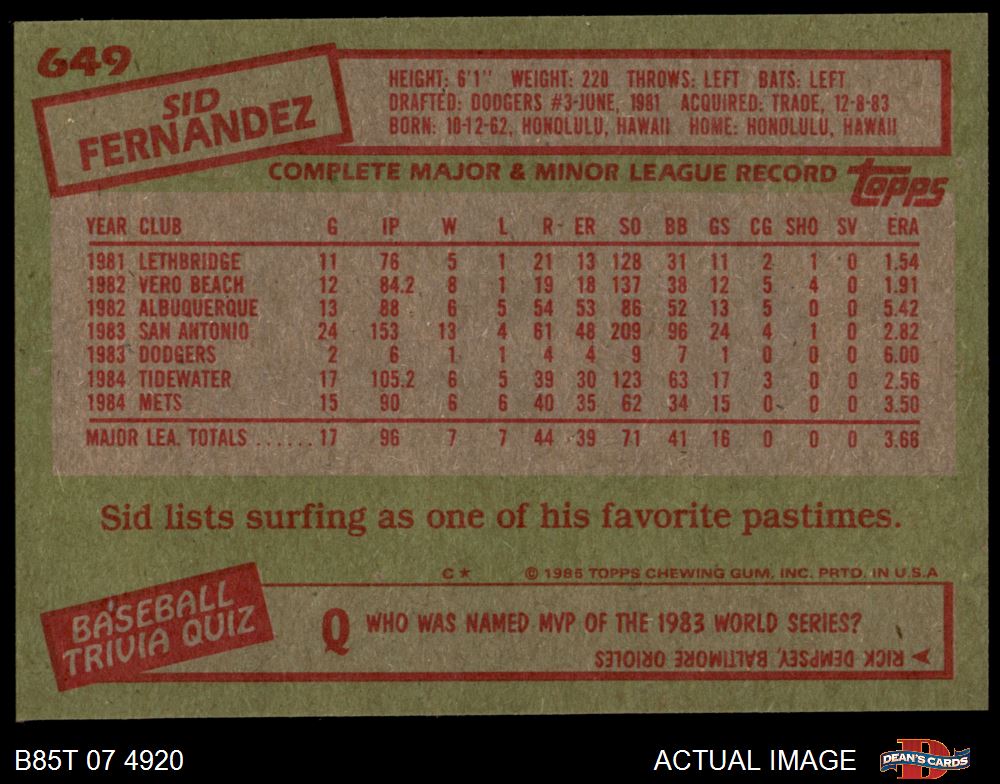 649
SID
FERNANDEZ
HEIGHT: 6'1" WEIGHT: 220 THROWS: LEFT BATS: LEFT
DRAFTED: DODGERS #3-JUNE, 1981 ACQUIRED: TRADE, 12-8-83
BORN: 10-12-62, HONOLULU, HAWAII HOME: HONOLULU, HAWAII
COMPLETE MAJOR & MINOR LEAGUE RECORD topps
YEAR CLUB G IP W L R ER SO BB GS CG SHO SV ERA
1981 LETHBRIDGE 11 76 5 1 21 13 128 31 11 2 1 0 1.54
1982 VERO BEACH 12 84.2 8 1 19 18 137 38 12 5 4 0 1.91
1982 ALBUQUERQUE 13 88 6 5 54 53 86 52 13 5 0 0 5.42
1983 SAN ANTONIO 24 153 13 4 61 48 209 96 24 4 1 0 2.82
1983 DODGERS 2 6 1 1 4 4 9 7 1 0 0 0 6.00
1984 TIDEWATER 17 105.2 6 5 39 30 123 63 17 3 0 0 2.56
1984 METS 15 90 6 6 40 35 62 34 15 0 0 0 3.50
MAJOR LEA. TOTALS ...... 17 96 7 7 44 39 71 41 16 0 0 0 3.66
Sid lists surfing as one of his favorite pastimes.
C★ © 1985 TOPPS CHEWING GUM, INC. PRTD. IN U.S.A
BASEBALL
TRIVIA QUIZ
Q WHO WAS NAMED MVP OF THE 1983 WORLD SERIES?
RICK DEMPSEY, BALTIMORE ORIOLES
B85T 07 4920 ACTUAL IMAGE DEAN'S CARDS